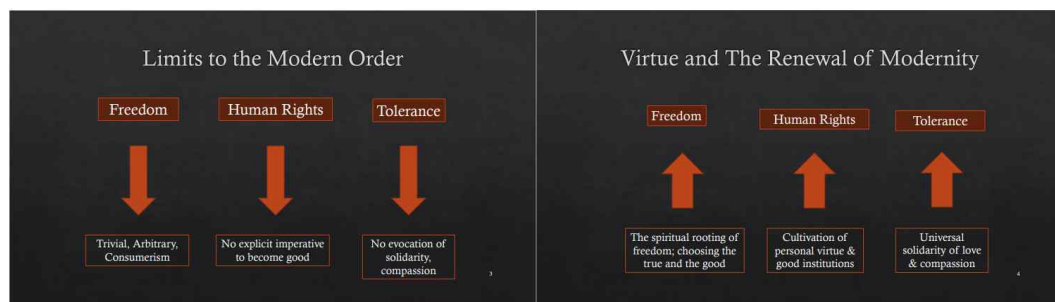 Limits to the Modern Order
Freedom
Human Rights
Tolerance
Trivial, Arbitrary,
Consumerism
No explicit imperative
to become good
No evocation of
solidarity,
compassion
3
Virtue and The Renewal of Modernity
Freedom
Human Rights
Tolerance
The spiritual rooting of
freedom; choosing the
true and the good
Cultivation of
personal virtue &
good institutions
Universal
solidarity of love
& compassion
4